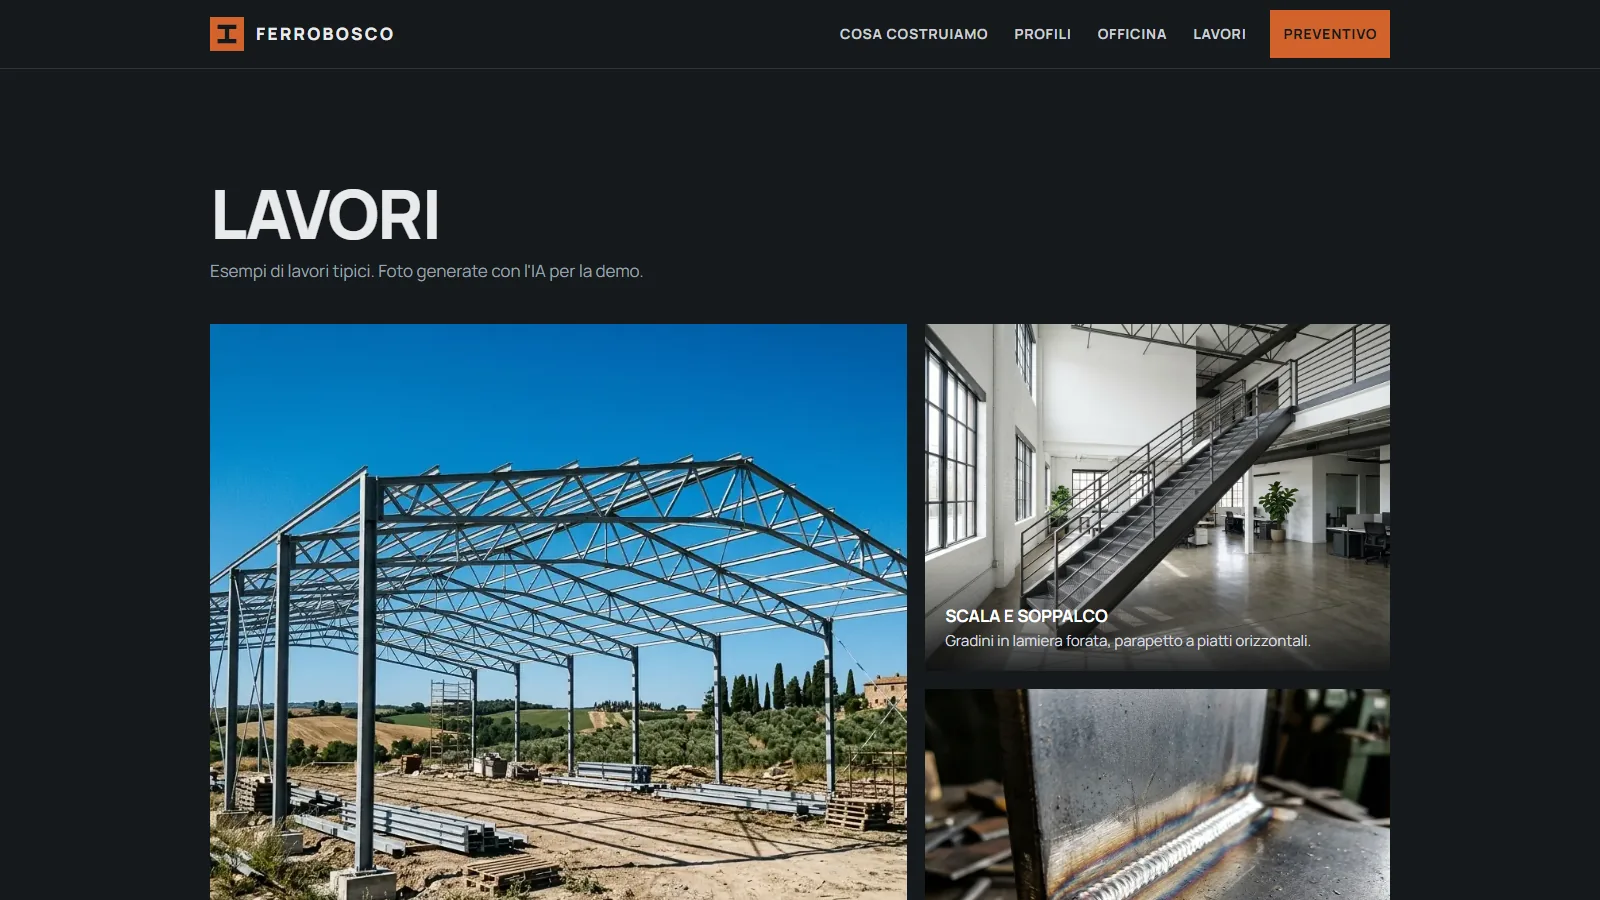 FERROBOSCO
COSA COSTRUIAMO
PROFILI
OFFICINA
LAVORI
PREVENTIVO
LAVORI
Esempi di lavori tipici. Foto generate con l'IA per la demo.
SCALA E SOPPALCO
Gradini in lamiera forata, parapetto a piatti orizzontali.